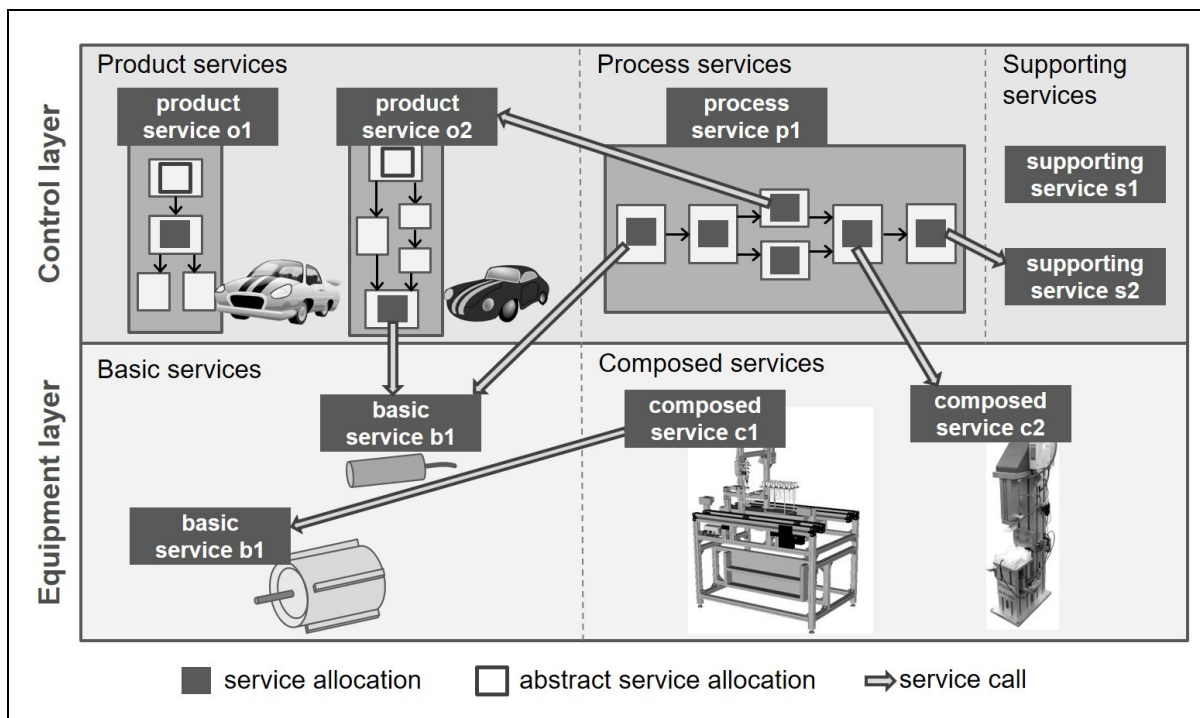 Control layer
Product services
product
service o1
product
service o2
Process services
process
service p1
Supporting
services
supporting
service s1
supporting
service s2
Equipment layer
Basic services
basic
service b1
basic
service b1
Composed services
composed
service c1
composed
service c2
service allocation
abstract service allocation
service call